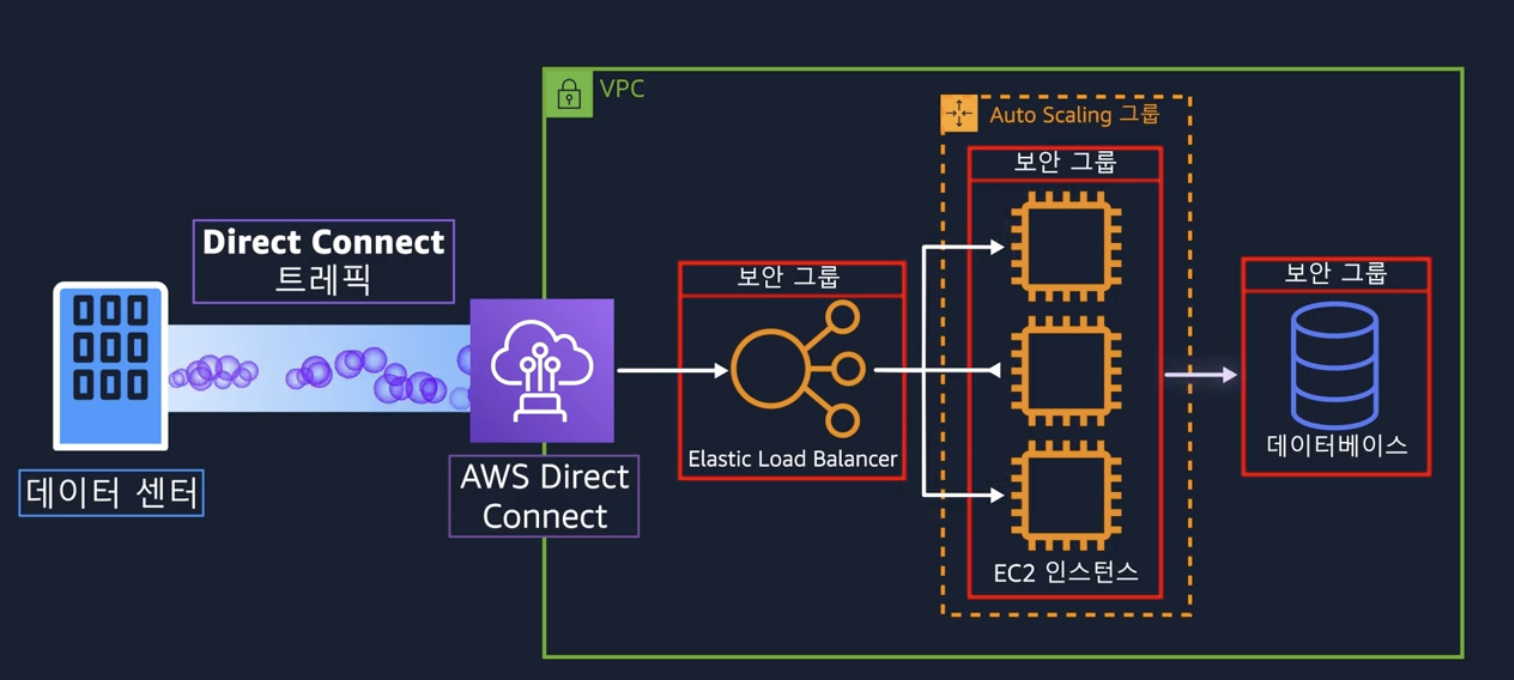 VPC
Auto Scaling 그룹
보안 그룹
Direct Connect
트레픽
보안 그룹
보안 그룹
데이터 센터
AWS Direct
Connect
Elastic Load Balancer
EC2 인스턴스
데이터베이스